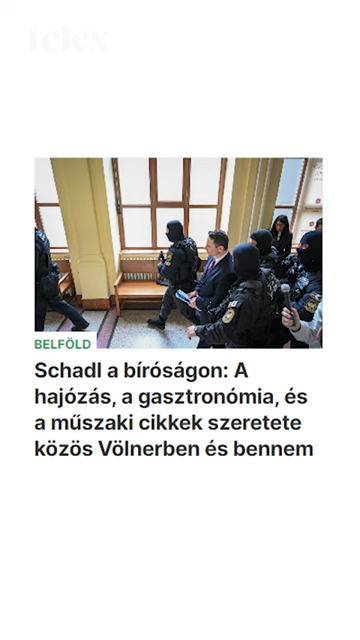 telex
BELFÖLD
Schadl a bíróságon: A
hajózás, a gasztronómia, és
a műszaki cikkek szeretete
közös Völnerben és bennem